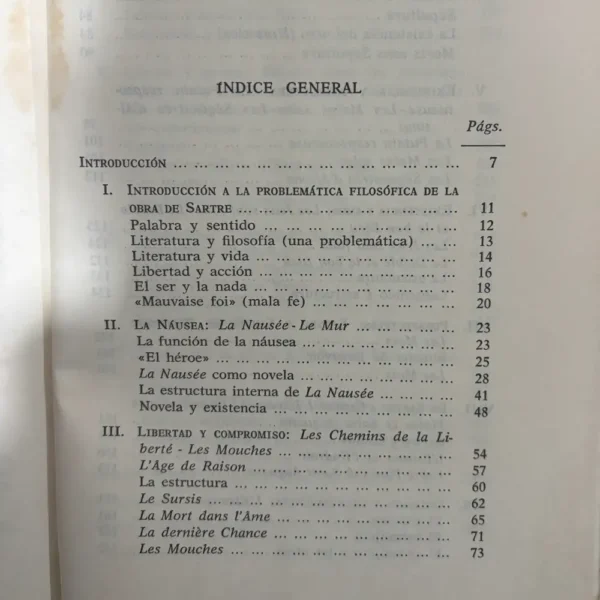 ÍNDICE GENERAL
Págs.
INTRODUCCIÓN ... ... ... ... ... ... ... ... ... ... ... ... ... ... 7
I. INTRODUCCIÓN A LA PROBLEMÁTICA FILOSÓFICA DE LA
OBRA DE SARTRE ... ... ... ... ... ... ... ... ... ... 11
Palabra y sentido ... ... ... ... ... ... ... ... ... 12
Literatura y filosofía (una problemática) ... ... 13
Literatura y vida ... ... ... ... ... ... ... ... ... 14
Libertad y acción ... ... ... ... ... ... ... ... ... 16
El ser y la nada ... ... ... ... ... ... ... ... ... 18
«Mauvaise foi» (mala fe) ... ... ... ... ... ... ... 20
II. LA NÁUSEA: La Nausée - Le Mur ... ... ... ... ... 23
La función de la náusea ... ... ... ... ... ... ... 23
«El héroe» ... ... ... ... ... ... ... ... ... ... ... 25
La Nausée como novela ... ... ... ... ... ... ... 28
La estructura interna de La Nausée ... ... ... ... 41
Novela y existencia ... ... ... ... ... ... ... ... 48
III. LIBERTAD Y COMPROMISO: Les Chemins de la Li-
berté - Les Mouches ... ... ... ... ... ... ... ... 54
L'Age de Raison ... ... ... ... ... ... ... ... ... 57
La estructura ... ... ... ... ... ... ... ... ... ... 60
Le Sursis ... ... ... ... ... ... ... ... ... ... ... 62
La Mort dans l'Ame ... ... ... ... ... ... ... ... 65
La dernière Chance ... ... ... ... ... ... ... ... 71
Les Mouches ... ... ... ... ... ... ... ... ... ... 73